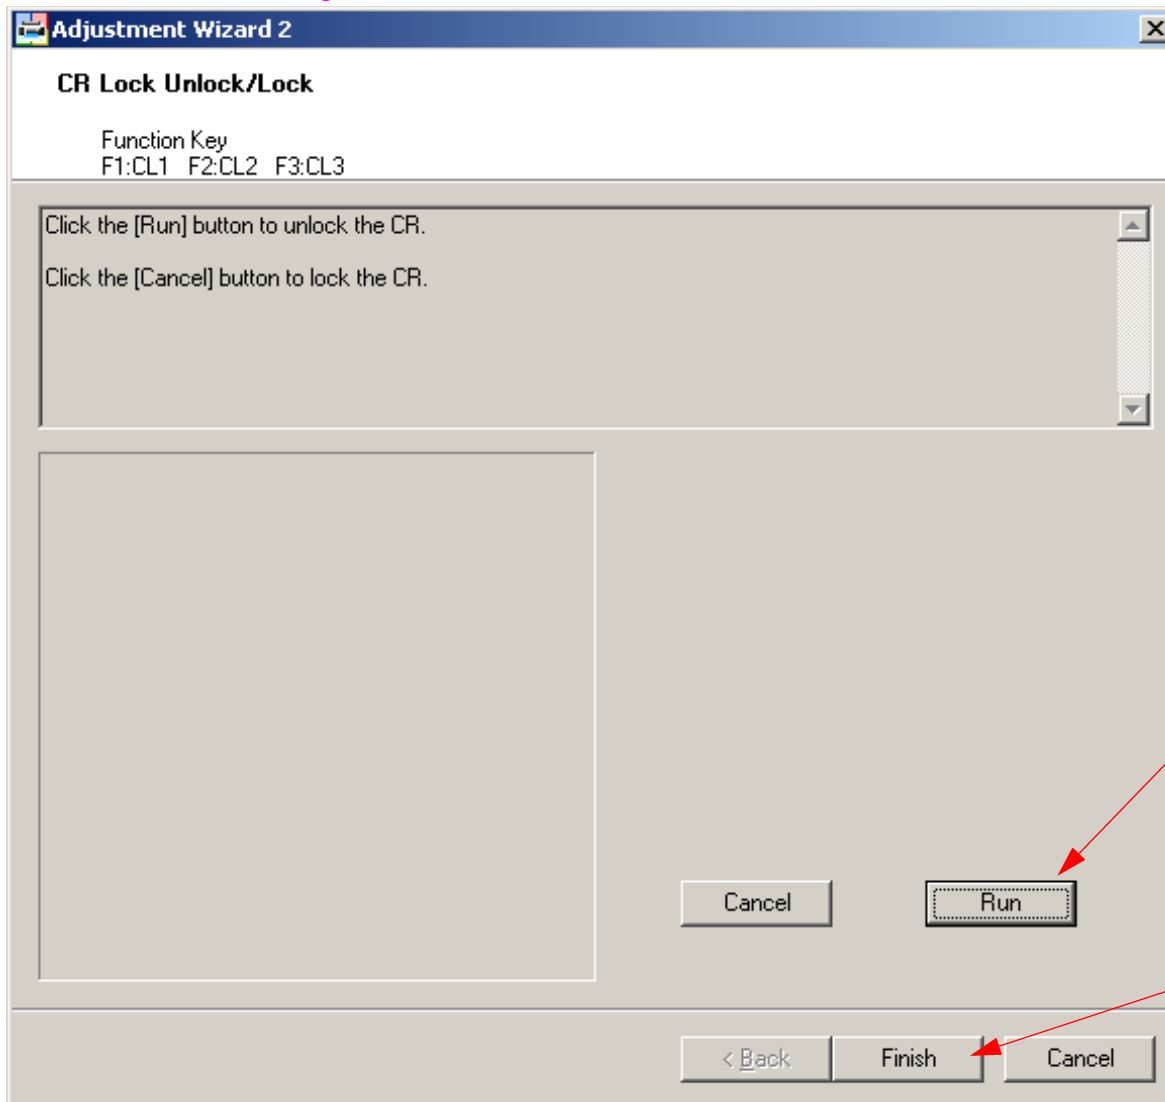 Adjustment Wizard 2
CR Lock Unlock/Lock
Function Key
F1:CL1 F2:CL2 F3:CL3
Click the [Run] button to unlock the CR.
Click the [Cancel] button to lock the CR.
Cancel
Run
< Back
Finish
Cancel